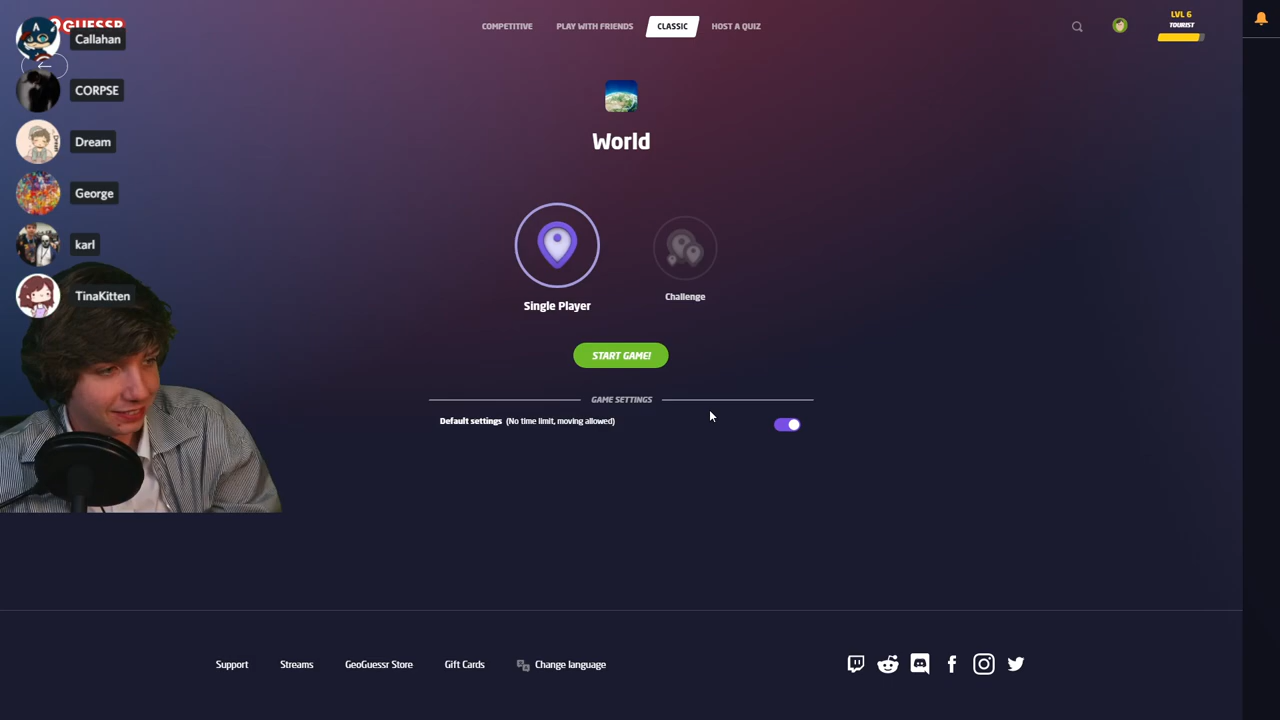 GUESSR
COMPETITIVE
PLAY WITH FRIENDS
CLASSIC
HOST A QUIZ
LVL 6
TOURIST
Callahan
CORPSE
Dream
George
karl
TinaKitten
World
Single Player
Challenge
START GAME!
GAME SETTINGS
Default settings (No time limit, moving allowed)
Support
Streams
GeoGuessr Store
Gift Cards
Change language